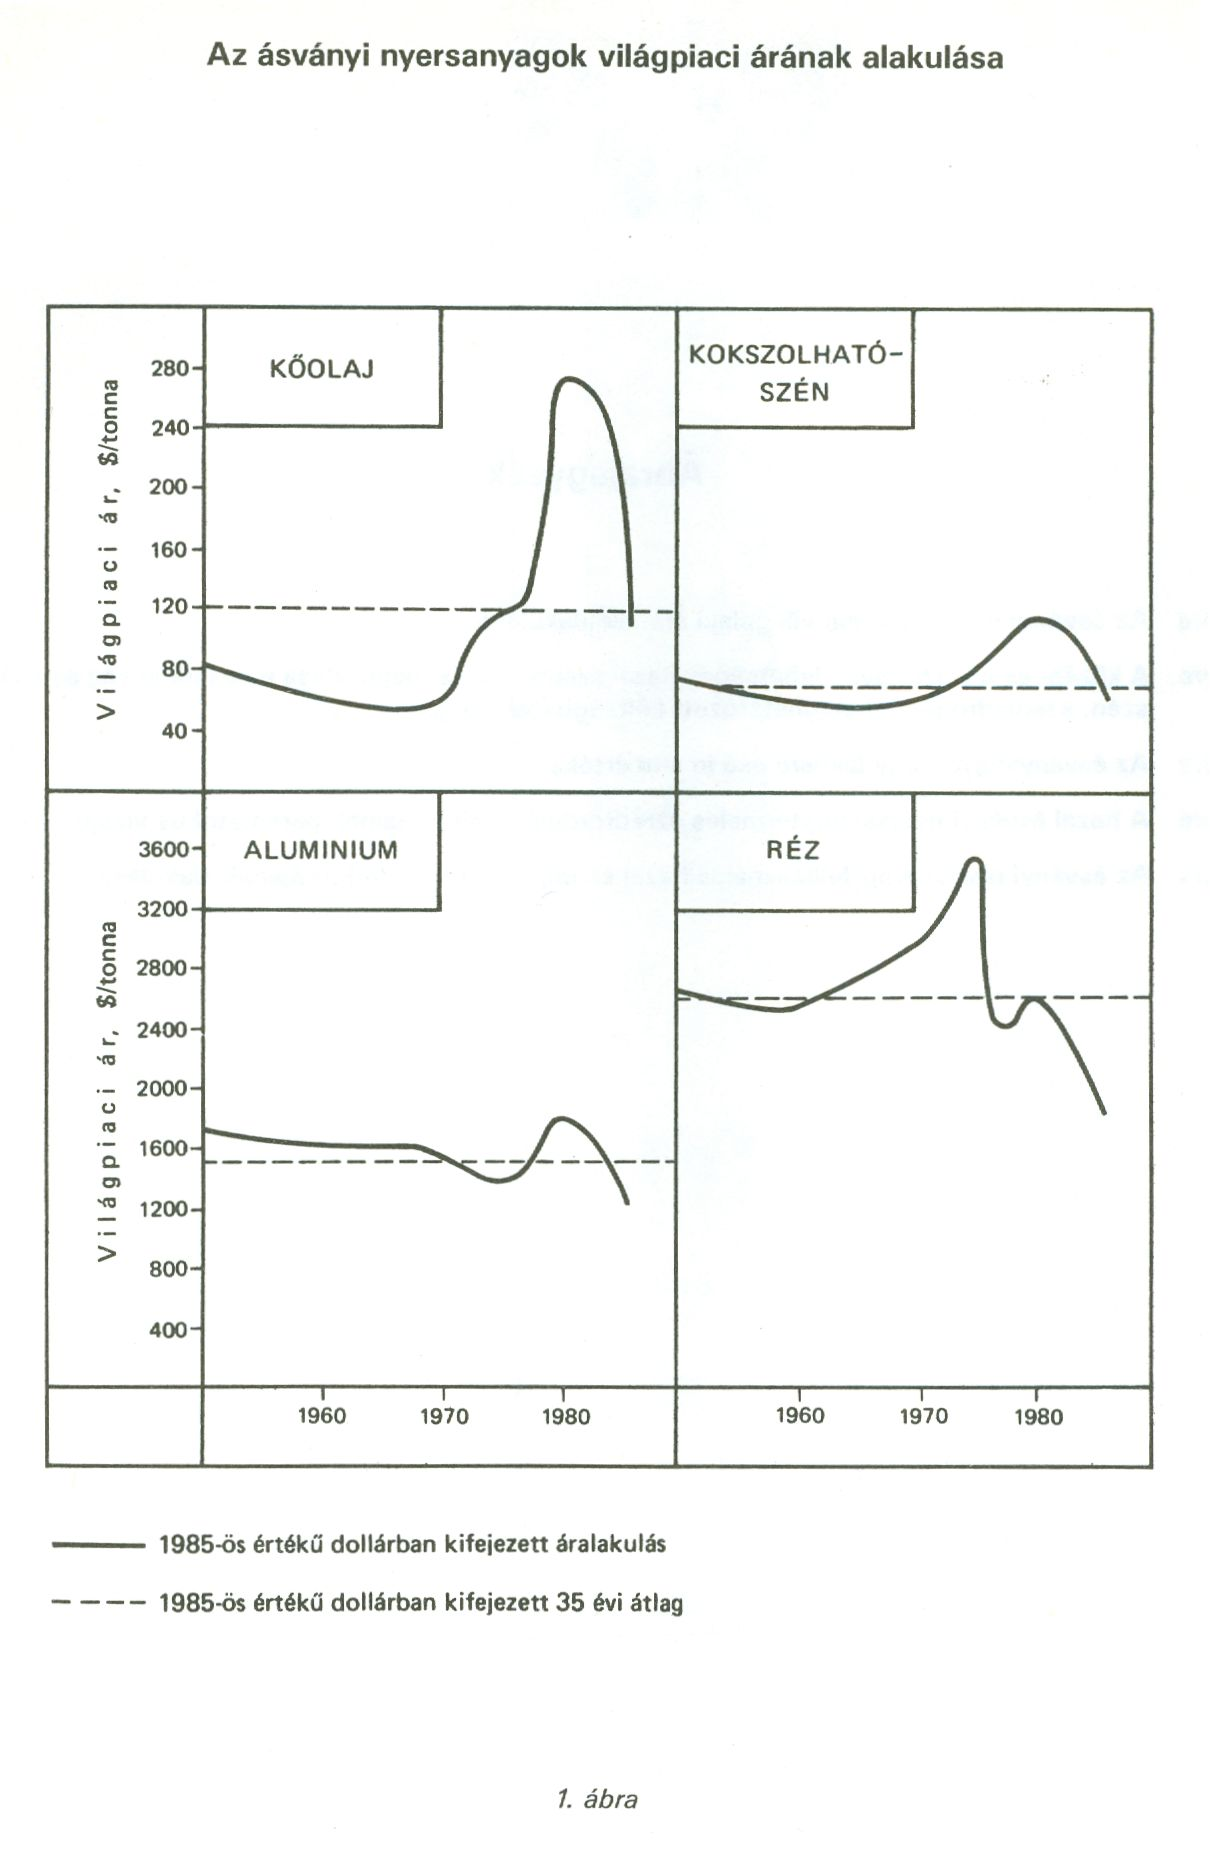 Az ásványi nyersanyagok világpiaci árának alakulása
KŐOLAJ
KOKSZOLHATÓ-
SZÉN
Világpiaci ár, $/tonna
280
240
200
160
120
80
40
ALUMINIUM
RÉZ
Világpiaci ár, $/tonna
3600
3200
2800
2400
2000
1600
1200
800
400
1960 1970 1980 1960 1970 1980
1985-ös értékű dollárban kifejezett áralakulás
1985-ös értékű dollárban kifejezett 35 évi átlag
1. ábra